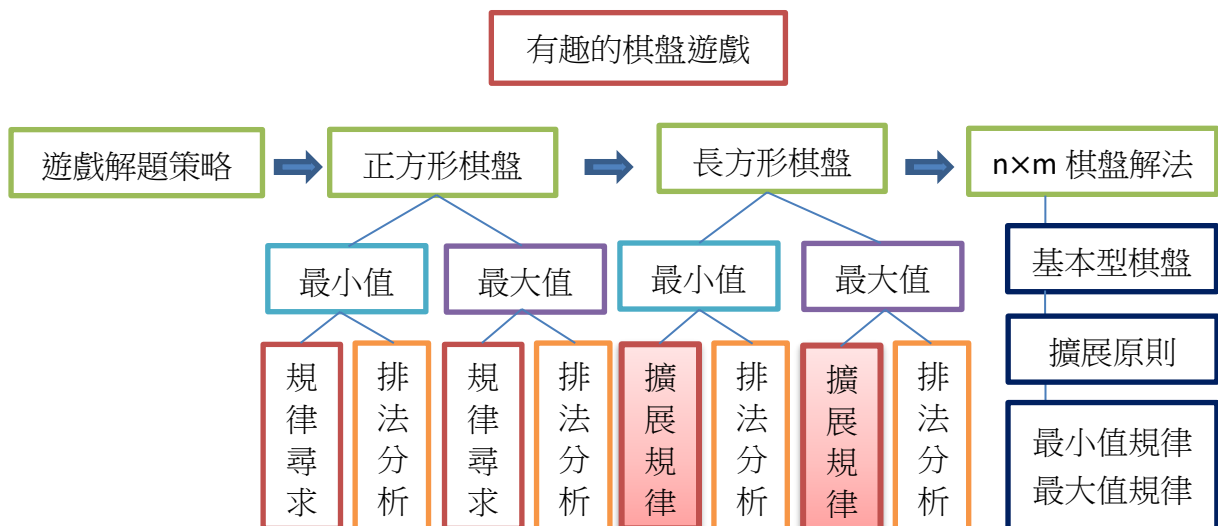 有趣的棋盤遊戲
遊戲解題策略
正方形棋盤
長方形棋盤
n×m 棋盤解法
最小值
最大值
最小值
最大值
基本型棋盤
擴展原則
規律尋求
排法分析
規律尋求
排法分析
擴展規律
排法分析
擴展規律
排法分析
最小值規律
最大值規律